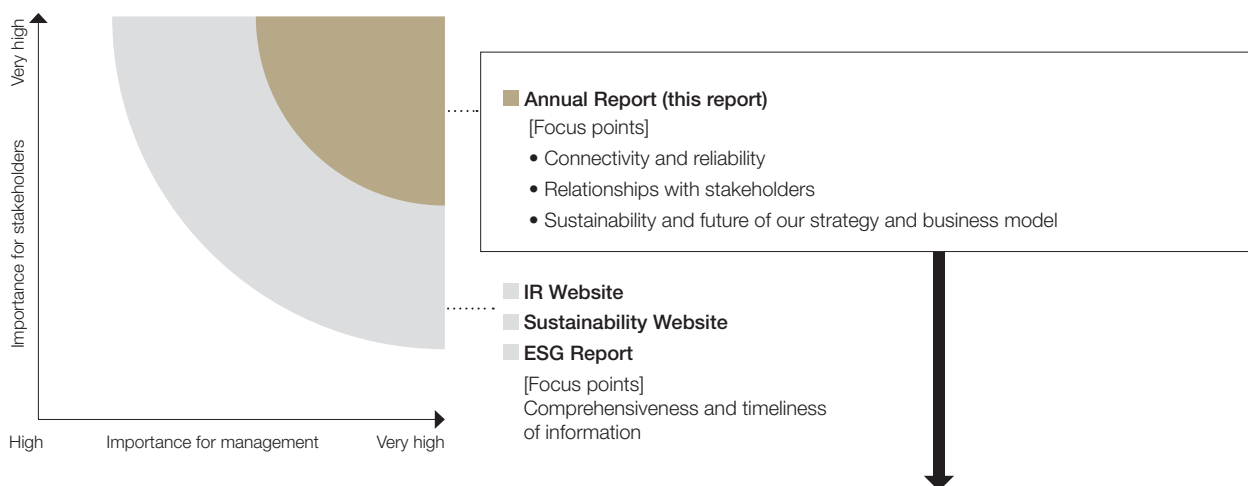 Very high
Importance for stakeholders
High
Importance for management
Very high
Annual Report (this report)
[Focus points]
• Connectivity and reliability
• Relationships with stakeholders
• Sustainability and future of our strategy and business model
IR Website
Sustainability Website
ESG Report
[Focus points]
Comprehensiveness and timeliness
of information